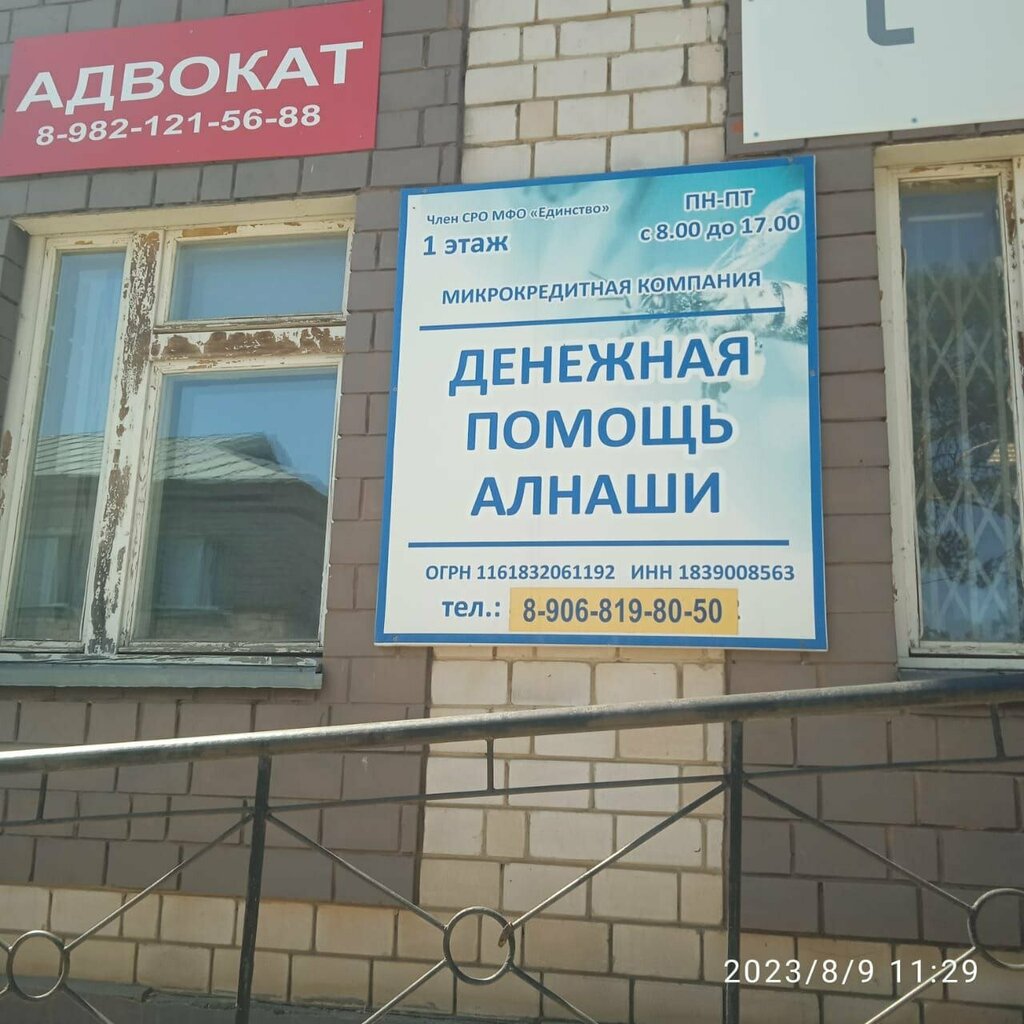 АДВОКАТ
8-982-121-56-88
Член СРО МФО «Единство»
1 этаж
ПН-ПТ
с 8.00 до 17.00
МИКРОКРЕДИТНАЯ КОМПАНИЯ
ДЕНЕЖНАЯ
ПОМОЩЬ
АЛНАШИ
ОГРН 1161832061192 ИНН 1839008563
тел.: 8-906-819-80-50
2023/8/9 11:29